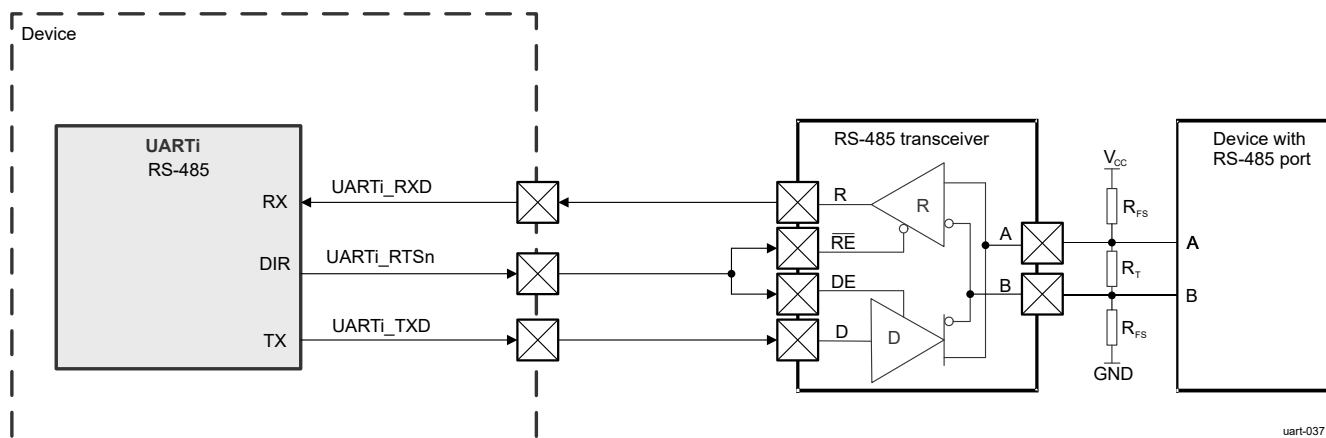 Device
UARTi
RS-485
RX
DIR
TX
UARTi_RXD
UARTi_RTSn
UARTi_TXD
RS-485 transceiver
R
R
RE
DE
D
D
A
B
VCC
RFS
RT
RFS
GND
Device with
RS-485 port
A
B
uart-037